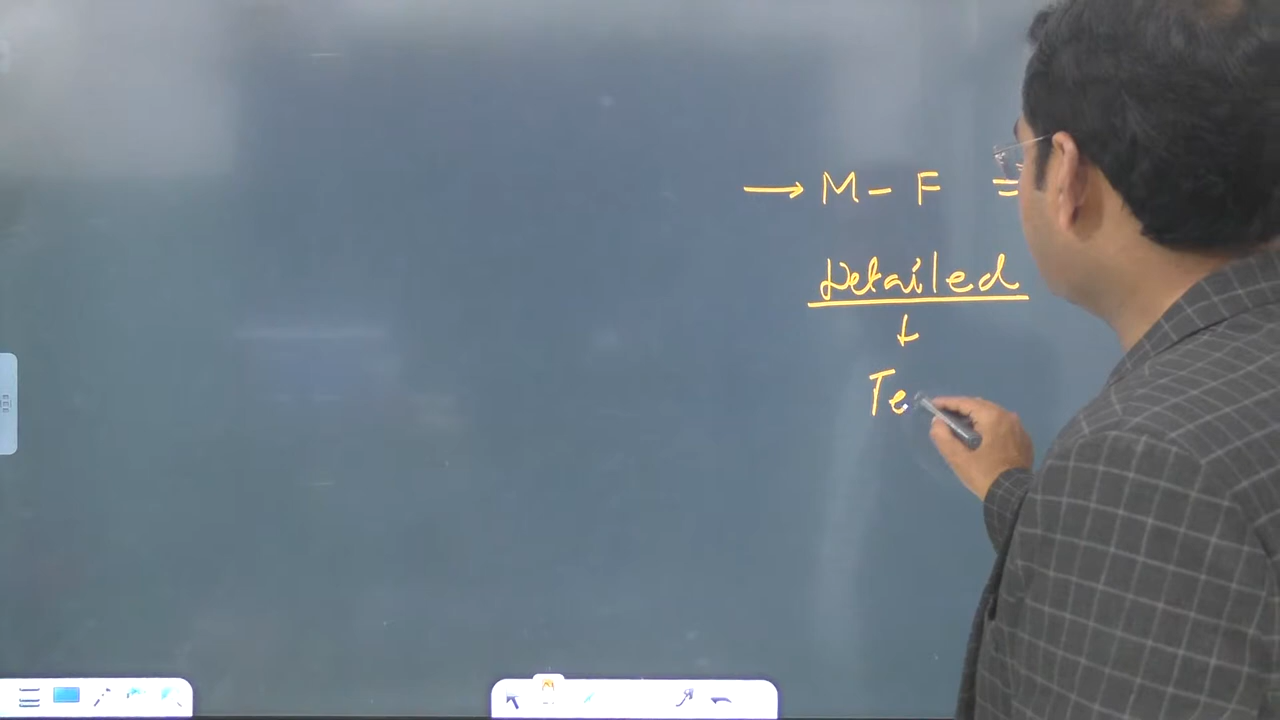 → M - F =
Detailed
↓
Te